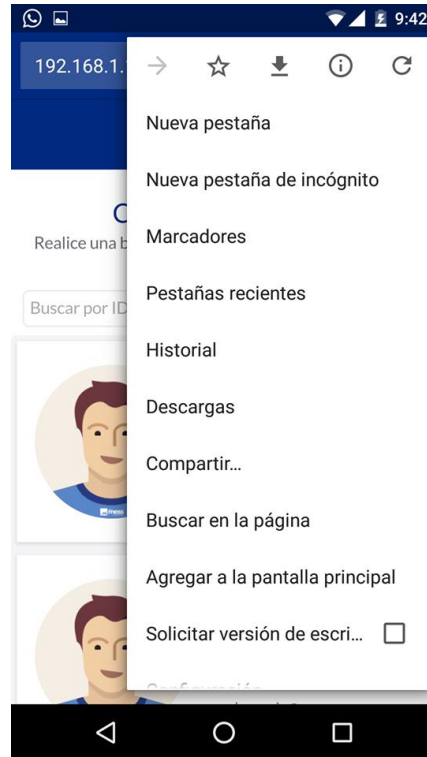 9:42
192.168.1.
Nueva pestaña
Nueva pestaña de incógnito
Marcadores
Realice una b
Pestañas recientes
Buscar por ID
Historial
Descargas
Compartir...
Buscar en la página
Agregar a la pantalla principal
Solicitar versión de escri...
Configuración